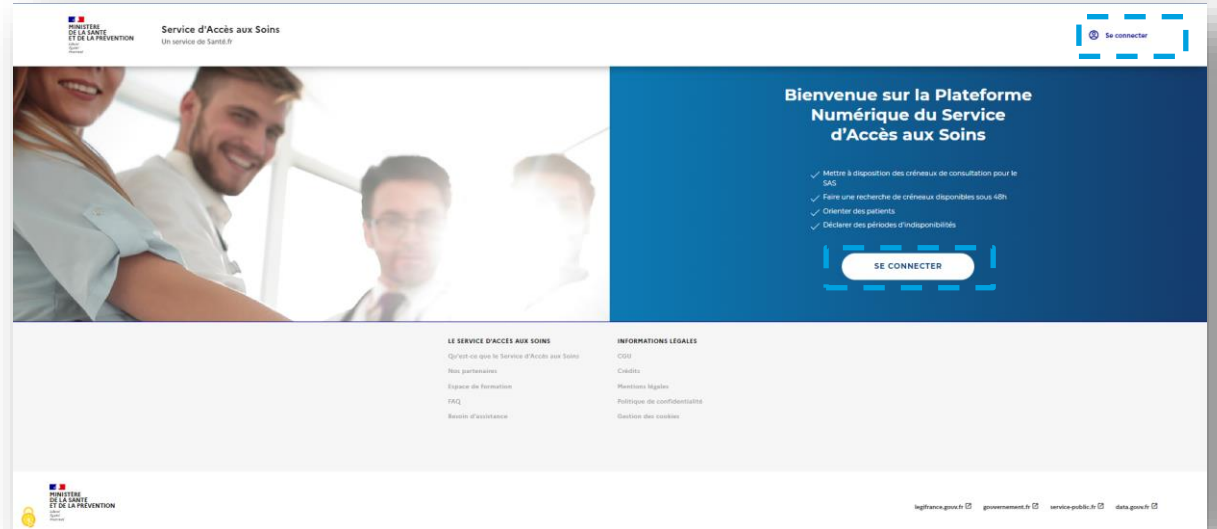 MINISTÈRE
DE LA SANTÉ
ET DE LA PRÉVENTION
Service d'Accès aux Soins
Un service de Santé.fr
Se connecter
Bienvenue sur la Plateforme
Numérique du Service
d'Accès aux Soins
Mettre à disposition des créneaux de consultation pour le
SAS
Faire une recherche de créneaux disponibles sous 48h
Orienter des patients
Déclarer des périodes d'indisponibilités
SE CONNECTER
LE SERVICE D'ACCÈS AUX SOINS
Qu'est-ce que le Service d'Accès aux Soins
Nos partenaires
Espace de formation
FAQ
Besoin d'assistance
INFORMATIONS LÉGALES
CGU
Crédits
Mentions légales
Politique de confidentialité
Gestion des cookies
MINISTÈRE
DE LA SANTÉ
ET DE LA PRÉVENTION
legifrance.gouv.fr gouvernement.fr service-public.fr data.gouv.fr